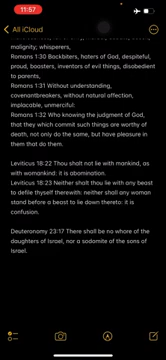 11:57
All iCloud
malignity; whisperers,
Romans 1:30 Backbiters, haters of God, despiteful,
proud, boasters, inventors of evil things, disobedient
to parents,
Romans 1:31 Without understanding,
covenantbreakers, without natural affection,
implacable, unmerciful:
Romans 1:32 Who knowing the judgment of God,
that they which commit such things are worthy of
death, not only do the same, but have pleasure in
them that do them.
Leviticus 18:22 Thou shalt not lie with mankind, as
with womankind: it is abomination.
Leviticus 18:23 Neither shalt thou lie with any beast
to defile thyself therewith: neither shall any woman
stand before a beast to lie down thereto: it is
confusion.
Deuteronomy 23:17 There shall be no whore of the
daughters of Israel, nor a sodomite of the sons of
Israel.